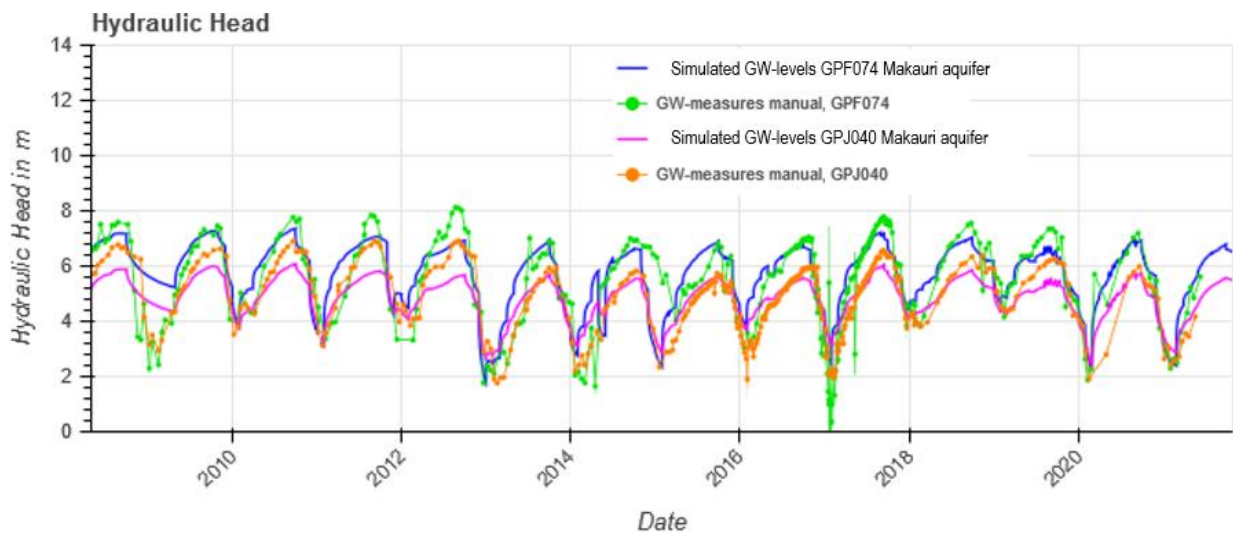 Hydraulic Head
14
12
10
8
6
4
2
0
Hydraulic Head in m
Simulated GW-levels GPF074 Makauri aquifer
GW-measures manual, GPF074
Simulated GW-levels GPJ040 Makauri aquifer
GW-measures manual, GPJ040
2010
2012
2014
2016
2018
2020
Date